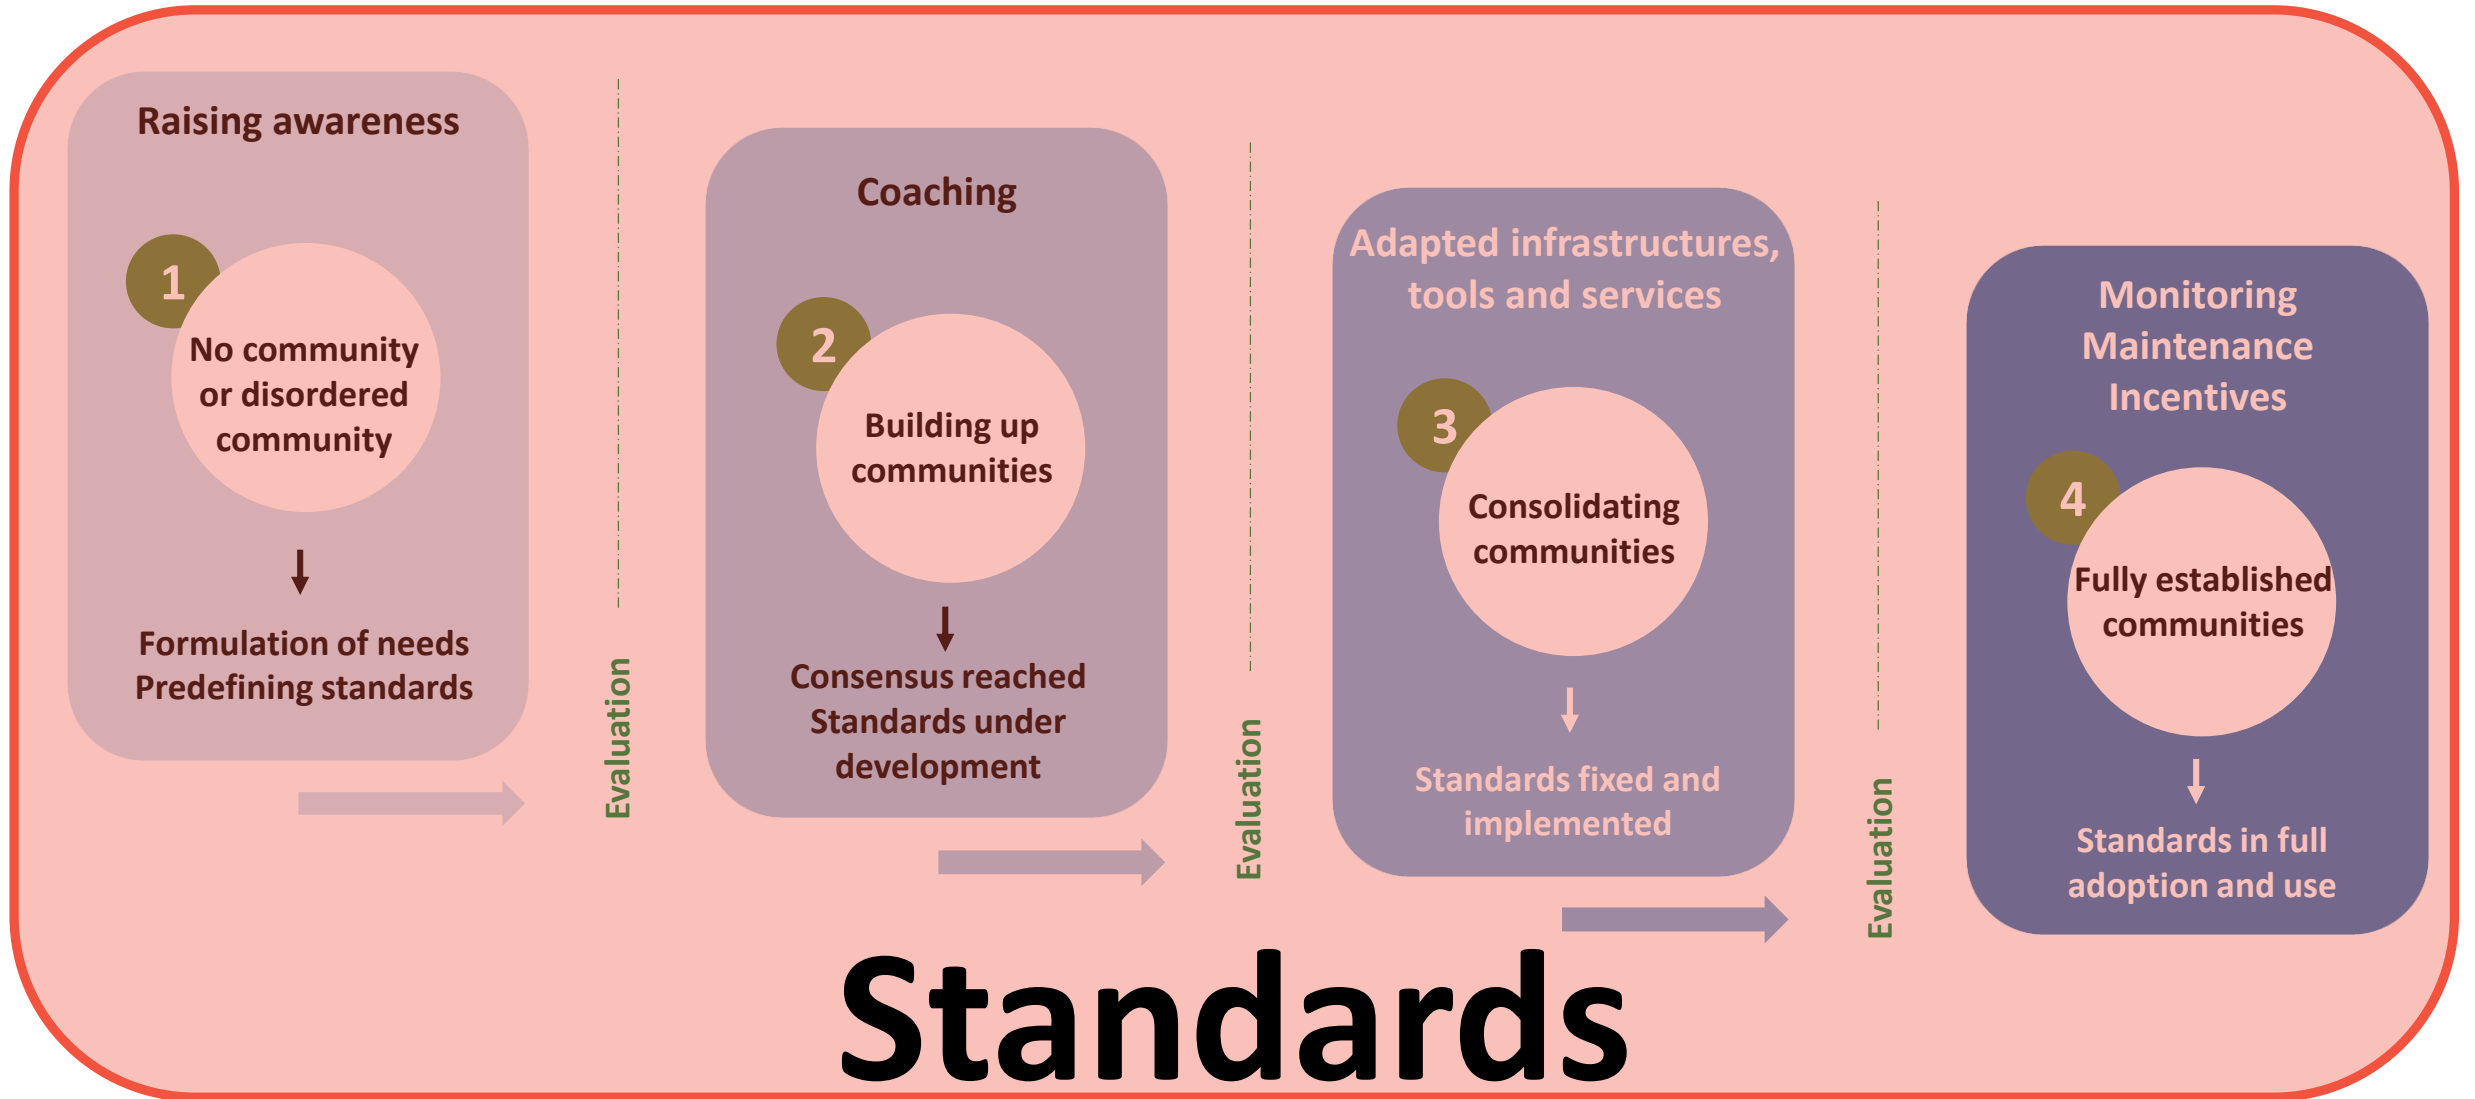 Raising awareness
1
No community
or disordered
community
Formulation of needs
Predefining standards
Evaluation
Coaching
2
Building up
communities
Consensus reached
Standards under
development
Evaluation
Adapted infrastructures,
tools and services
3
Consolidating
communities
Standards fixed and
implemented
Evaluation
Monitoring
Maintenance
Incentives
4
Fully established
communities
Standards in full
adoption and use
Standards